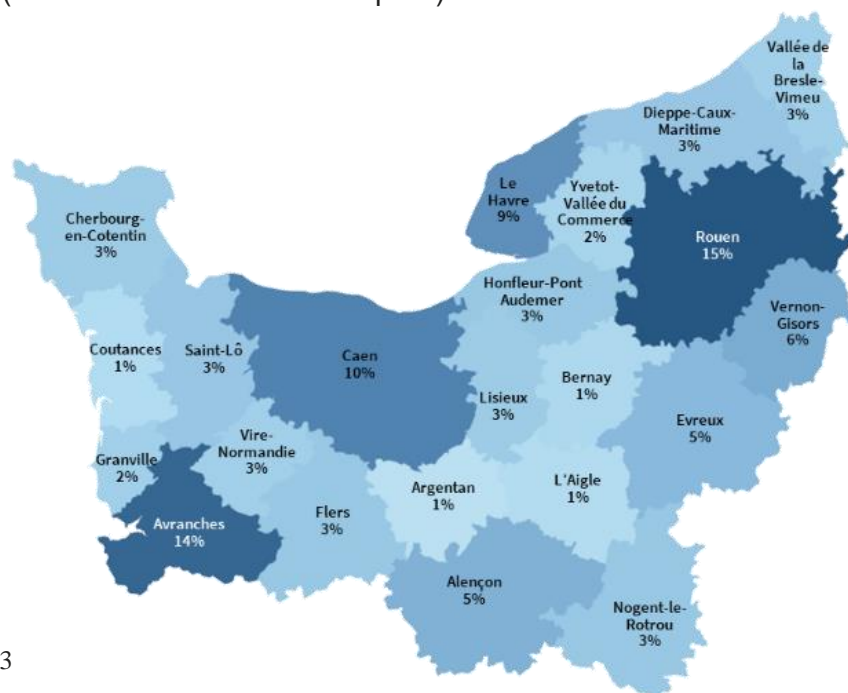 Vallée de
la
Bresle-
Vimeu
3%
Dieppe-Caux-
Maritime
3%
Le
Havre
9%
Yvetot-
Vallée du
Commerce
2%
Rouen
15%
Cherbourg-
en-Cotentin
3%
Honfleur-Pont
Audemer
3%
Vernon-
Gisors
6%
Coutances
1%
Saint-Lô
3%
Caen
10%
Lisieux
3%
Bernay
1%
Evreux
5%
Granville
2%
Vire-
Normandie
3%
Argentan
1%
L'Aigle
1%
Flers
3%
Avranches
14%
Alençon
5%
Nogent-le-
Rotrou
3%
3